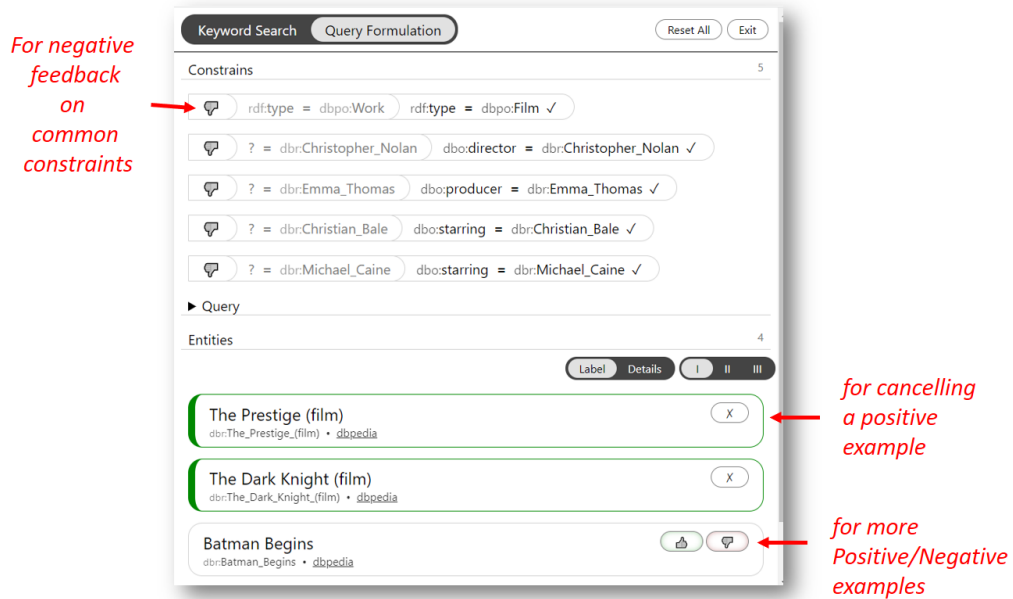 For negative
feedback
on
common
constraints
Keyword Search Query Formulation Reset All Exit
Constrains 5
rdf:type = dbpo:Work rdf:type = dbpo:Film ✓
? = dbr:Christopher_Nolan dbo:director = dbr:Christopher_Nolan ✓
? = dbr:Emma_Thomas dbo:producer = dbr:Emma_Thomas ✓
? = dbr:Christian_Bale dbo:starring = dbr:Christian_Bale ✓
? = dbr:Michael_Caine dbo:starring = dbr:Michael_Caine ✓
▶ Query
Entities 4
Label Details I II III
The Prestige (film) X
dbr:The_Prestige_(film) • dbpedia
The Dark Knight (film) X
dbr:The_Dark_Knight_(film) • dbpedia
Batman Begins
dbr:Batman_Begins • dbpedia
for cancelling
a positive
example
for more
Positive/Negative
examples